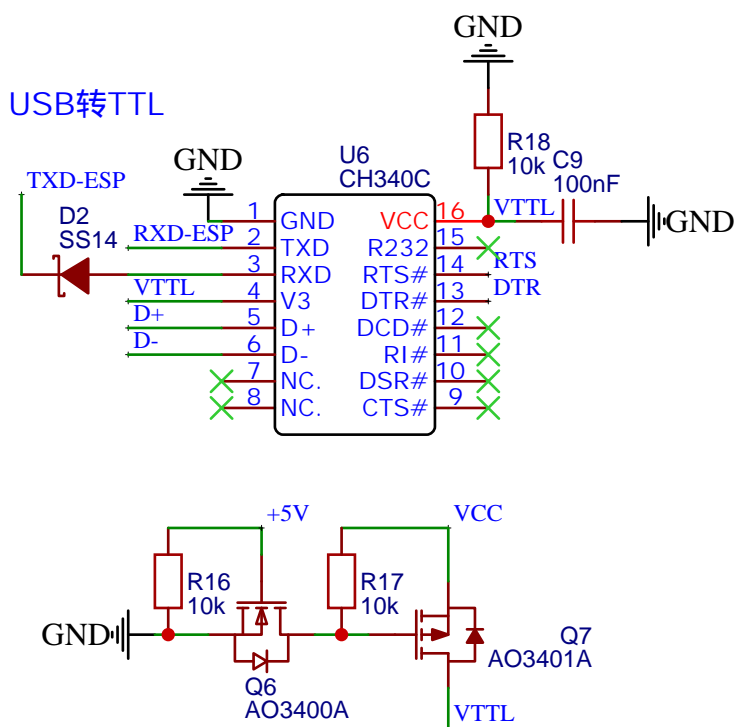 GND
USB转TTL
R18
10k
C9
100nF
U6
CH340C
GND
TXD-ESP
VTTL
GND
D2
SS14
RXD-ESP
VTTL
D+
D-
1 GND
2 TXD
3 RXD
4 V3
5 D+
6 D-
7 NC.
8 NC.
VCC 16
R232 15
RTS# 14
DTR# 13
DCD# 12
RI# 11
DSR# 10
CTS# 9
RTS
DTR
+5V
VCC
R16
10k
R17
10k
GND
Q7
AO3401A
Q6
AO3400A
VTTL